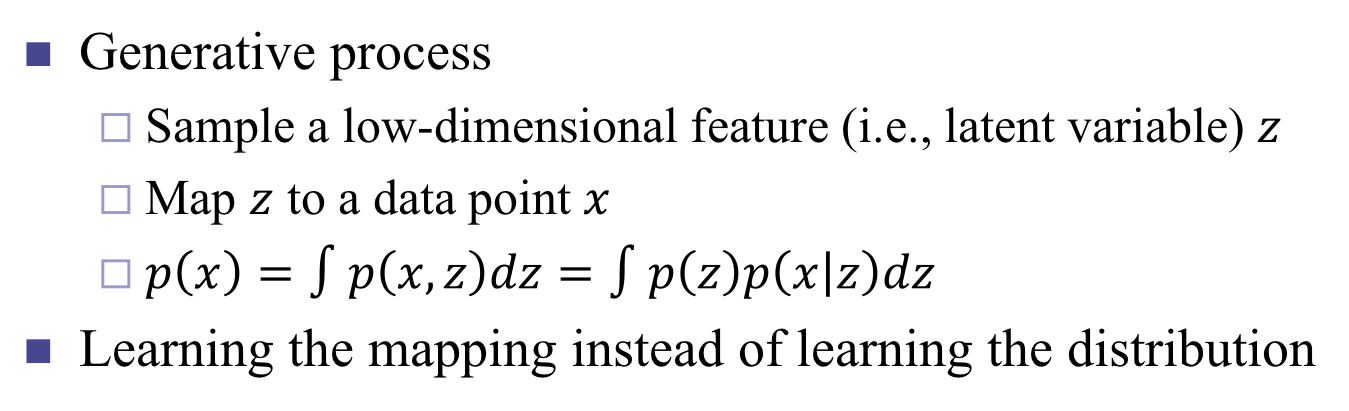 Generative process
Sample a low-dimensional feature (i.e., latent variable) z
Map z to a data point x
p(x) = ∫ p(x, z)dz = ∫ p(z)p(x|z)dz
Learning the mapping instead of learning the distribution